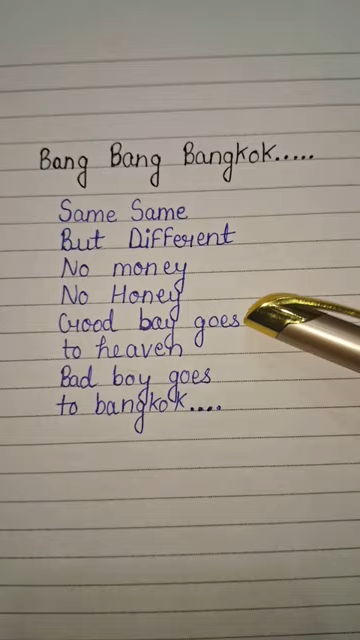 Bang Bang Bangkok.....
Same Same
But Different
No money
No Honey
Good boy goes
to heaven
Bad boy goes
to bangkok....